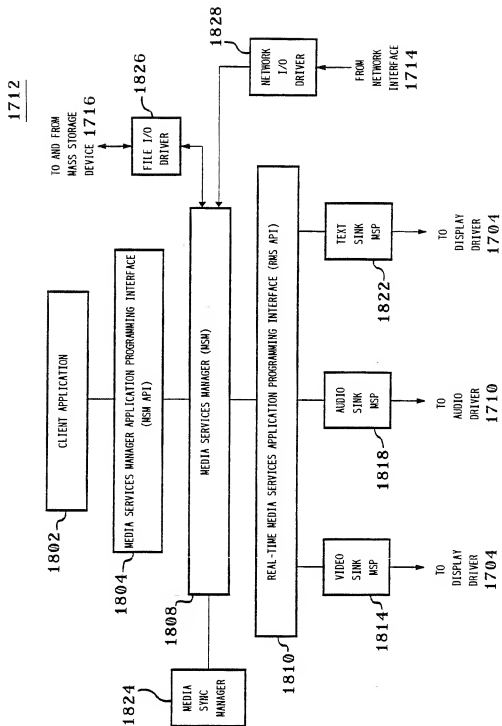 1712
CLIENT APPLICATION
1802
MEDIA SERVICES MANAGER APPLICATION PROGRAMMING INTERFACE
(MSM API)
1804
TO AND FROM
MASS STORAGE
DEVICE 1716
FILE I/O
DRIVER
1826
NETWORK
I/O
DRIVER
1828
FROM
NETWORK
INTERFACE
1714
MEDIA
SYNC
MANAGER
1824
MEDIA SERVICES MANAGER (MSM)
1808
REAL-TIME MEDIA SERVICES APPLICATION PROGRAMMING INTERFACE (RMS API)
1810
VIDEO
SINK
MSP
1814
AUDIO
SINK
MSP
1818
TEXT
SINK
MSP
1822
TO
DISPLAY
DRIVER
1704
TO
AUDIO
DRIVER
1710
TO
DISPLAY
DRIVER
1704